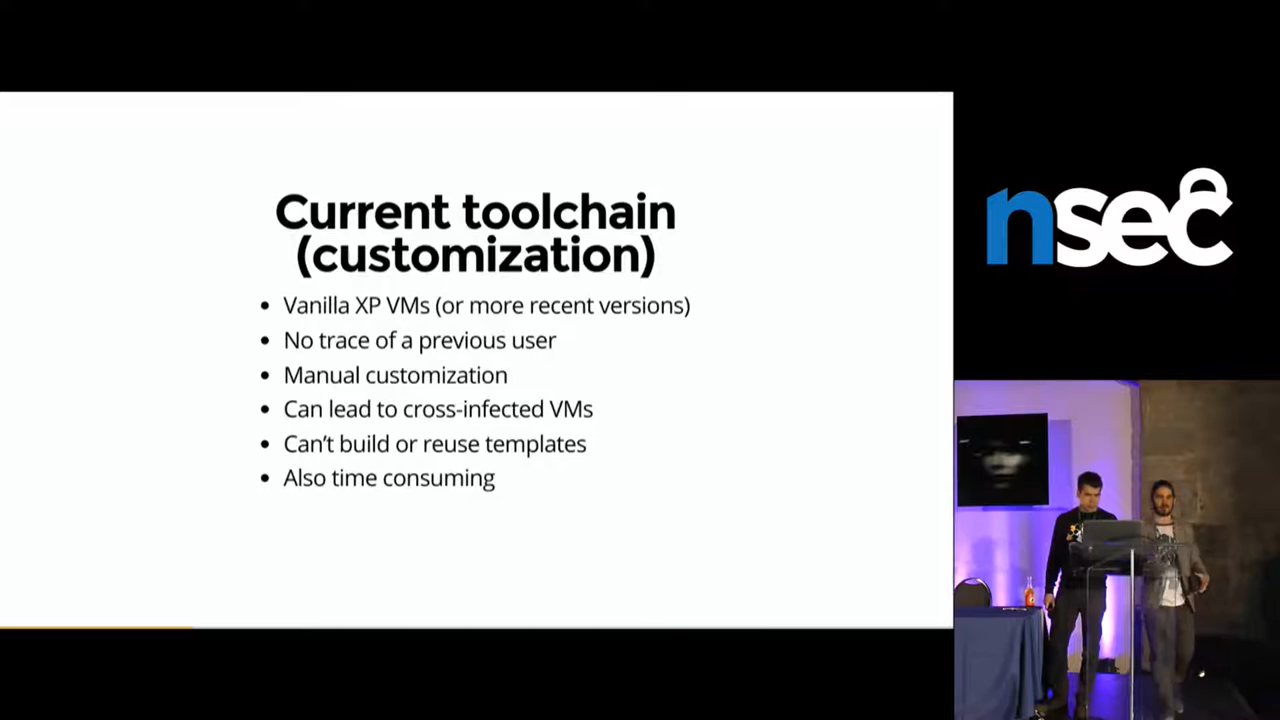 Current toolchain
(customization)
• Vanilla XP VMs (or more recent versions)
• No trace of a previous user
• Manual customization
• Can lead to cross-infected VMs
• Can't build or reuse templates
• Also time consuming
nsec